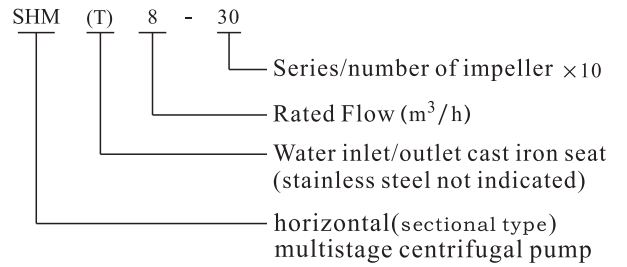 SHM (T) 8 - 30
Series/number of impeller ×10
Rated Flow (m³/h)
Water inlet/outlet cast iron seat
(stainless steel not indicated)
horizontal(sectional type)
multistage centrifugal pump